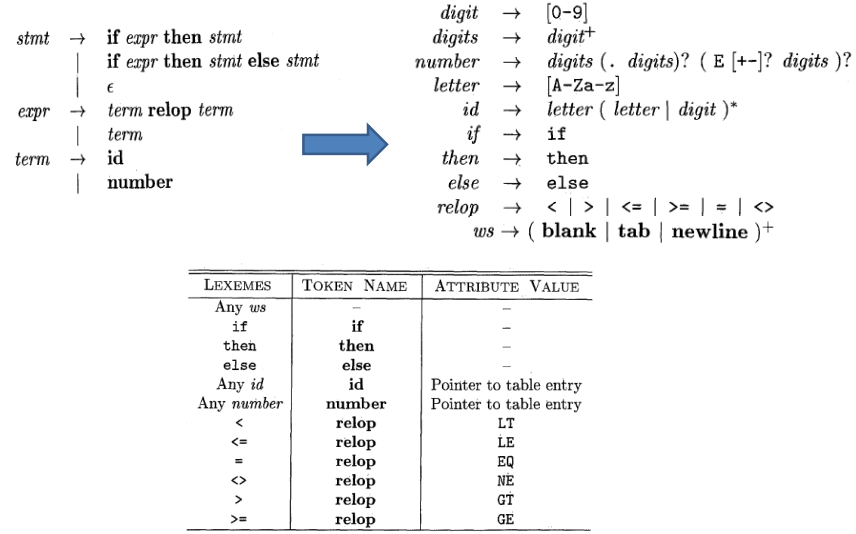 stmt → if expr then stmt
| if expr then stmt else stmt
| ϵ
expr → term relop term
| term
term → id
| number
digit → [0-9]
digits → digit⁺
number → digits (. digits)? ( E [+-]? digits )?
letter → [A-Za-z]
id → letter ( letter | digit )*
if → if
then → then
else → else
relop → < | > | <= | >= | = | <>
ws → ( blank | tab | newline )⁺
LEXEMES TOKEN NAME ATTRIBUTE VALUE
Any ws – –
if if –
then then –
else else –
Any id id Pointer to table entry
Any number number Pointer to table entry
< relop LT
<= relop LE
= relop EQ
<> relop NE
> relop GT
>= relop GE